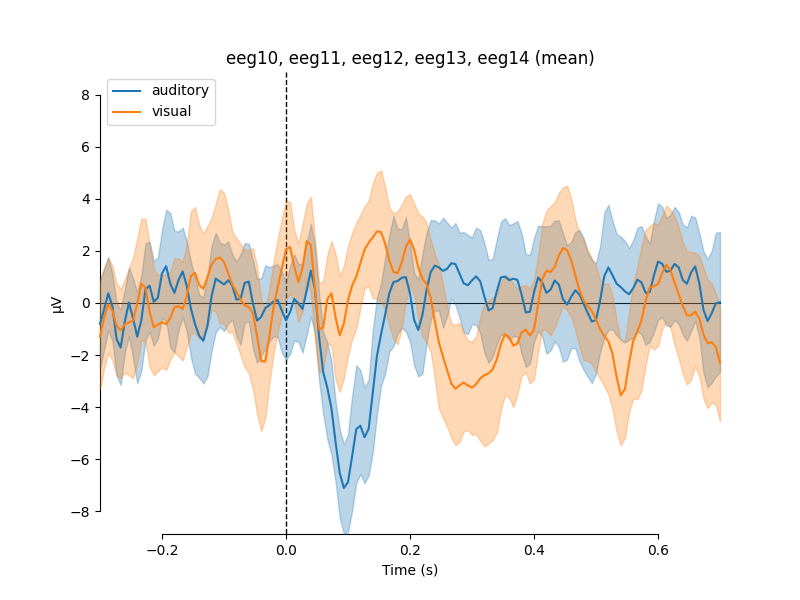 eeg10, eeg11, eeg12, eeg13, eeg14 (mean)
auditory
visual
8
6
4
2
0
−2
−4
−6
−8
µV
−0.2 0.0 0.2 0.4 0.6
Time (s)